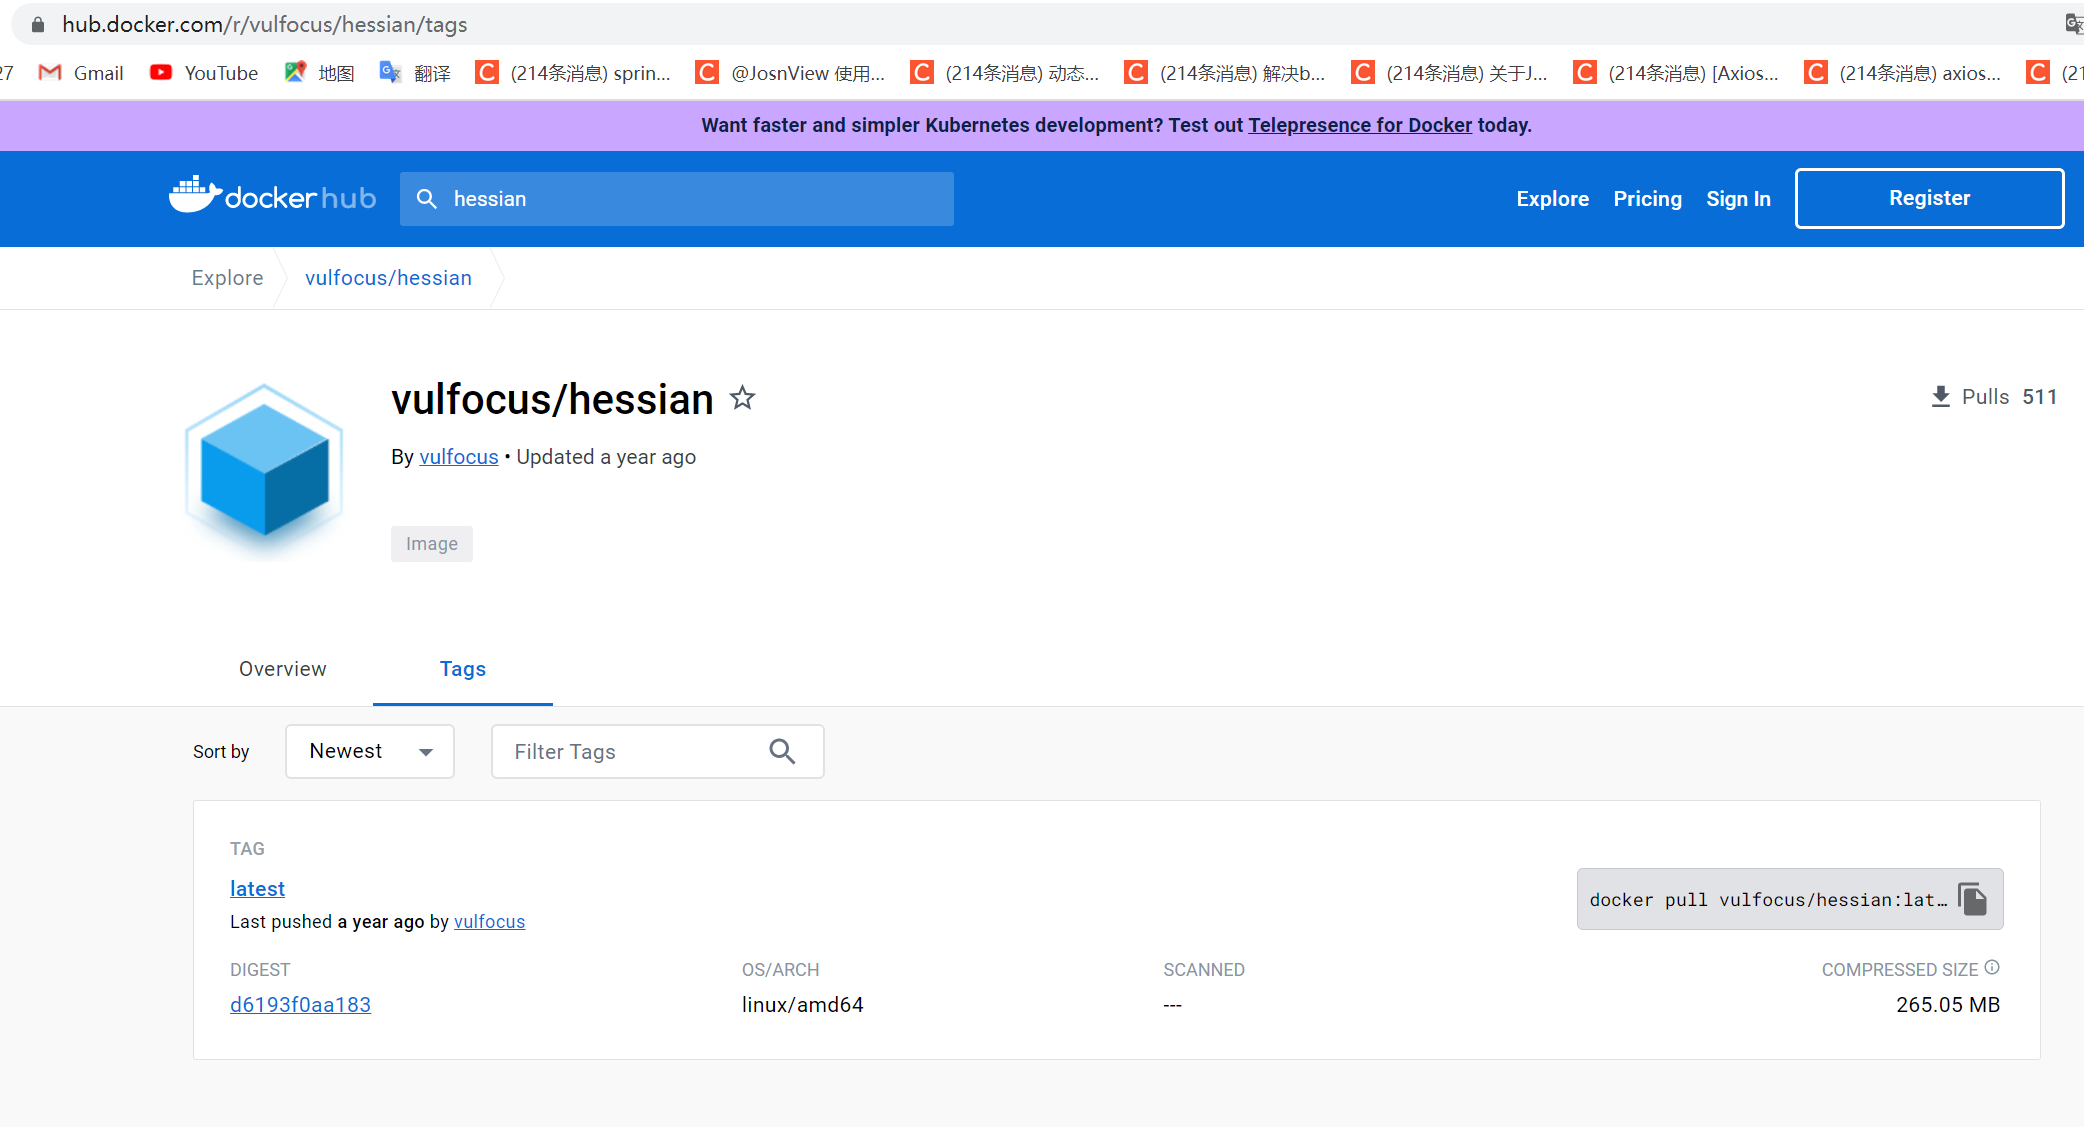 hub.docker.com/r/vulfocus/hessian/tags
27 Gmail YouTube 地图 翻译 (214条消息) sprin... @JosnView 使用... (214条消息) 动态... (214条消息) 解决b... (214条消息) 关于J... (214条消息) [Axios... (214条消息) axios... (21
Want faster and simpler Kubernetes development? Test out Telepresence for Docker today.
docker hub hessian Explore Pricing Sign In Register
Explore vulfocus/hessian
vulfocus/hessian Pulls 511
By vulfocus • Updated a year ago
Image
Overview Tags
Sort by Newest Filter Tags
TAG
latest
docker pull vulfocus/hessian:lat…
Last pushed a year ago by vulfocus
DIGEST OS/ARCH SCANNED COMPRESSED SIZE
d6193f0aa183 linux/amd64 --- 265.05 MB